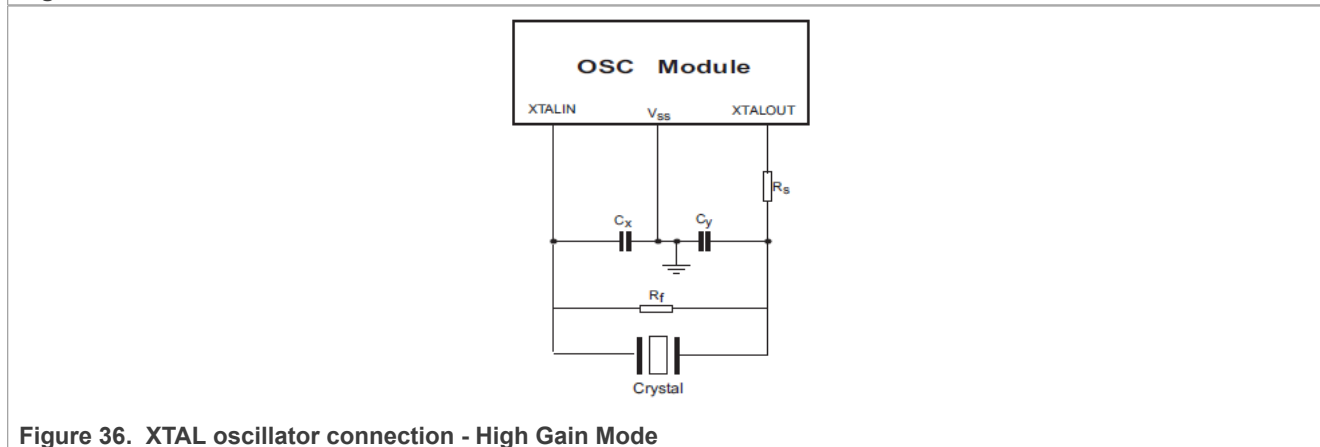 OSC Module
XTALIN
Vss
XTALOUT
Rs
Cx
Cy
Rf
Crystal
Figure 36. XTAL oscillator connection - High Gain Mode